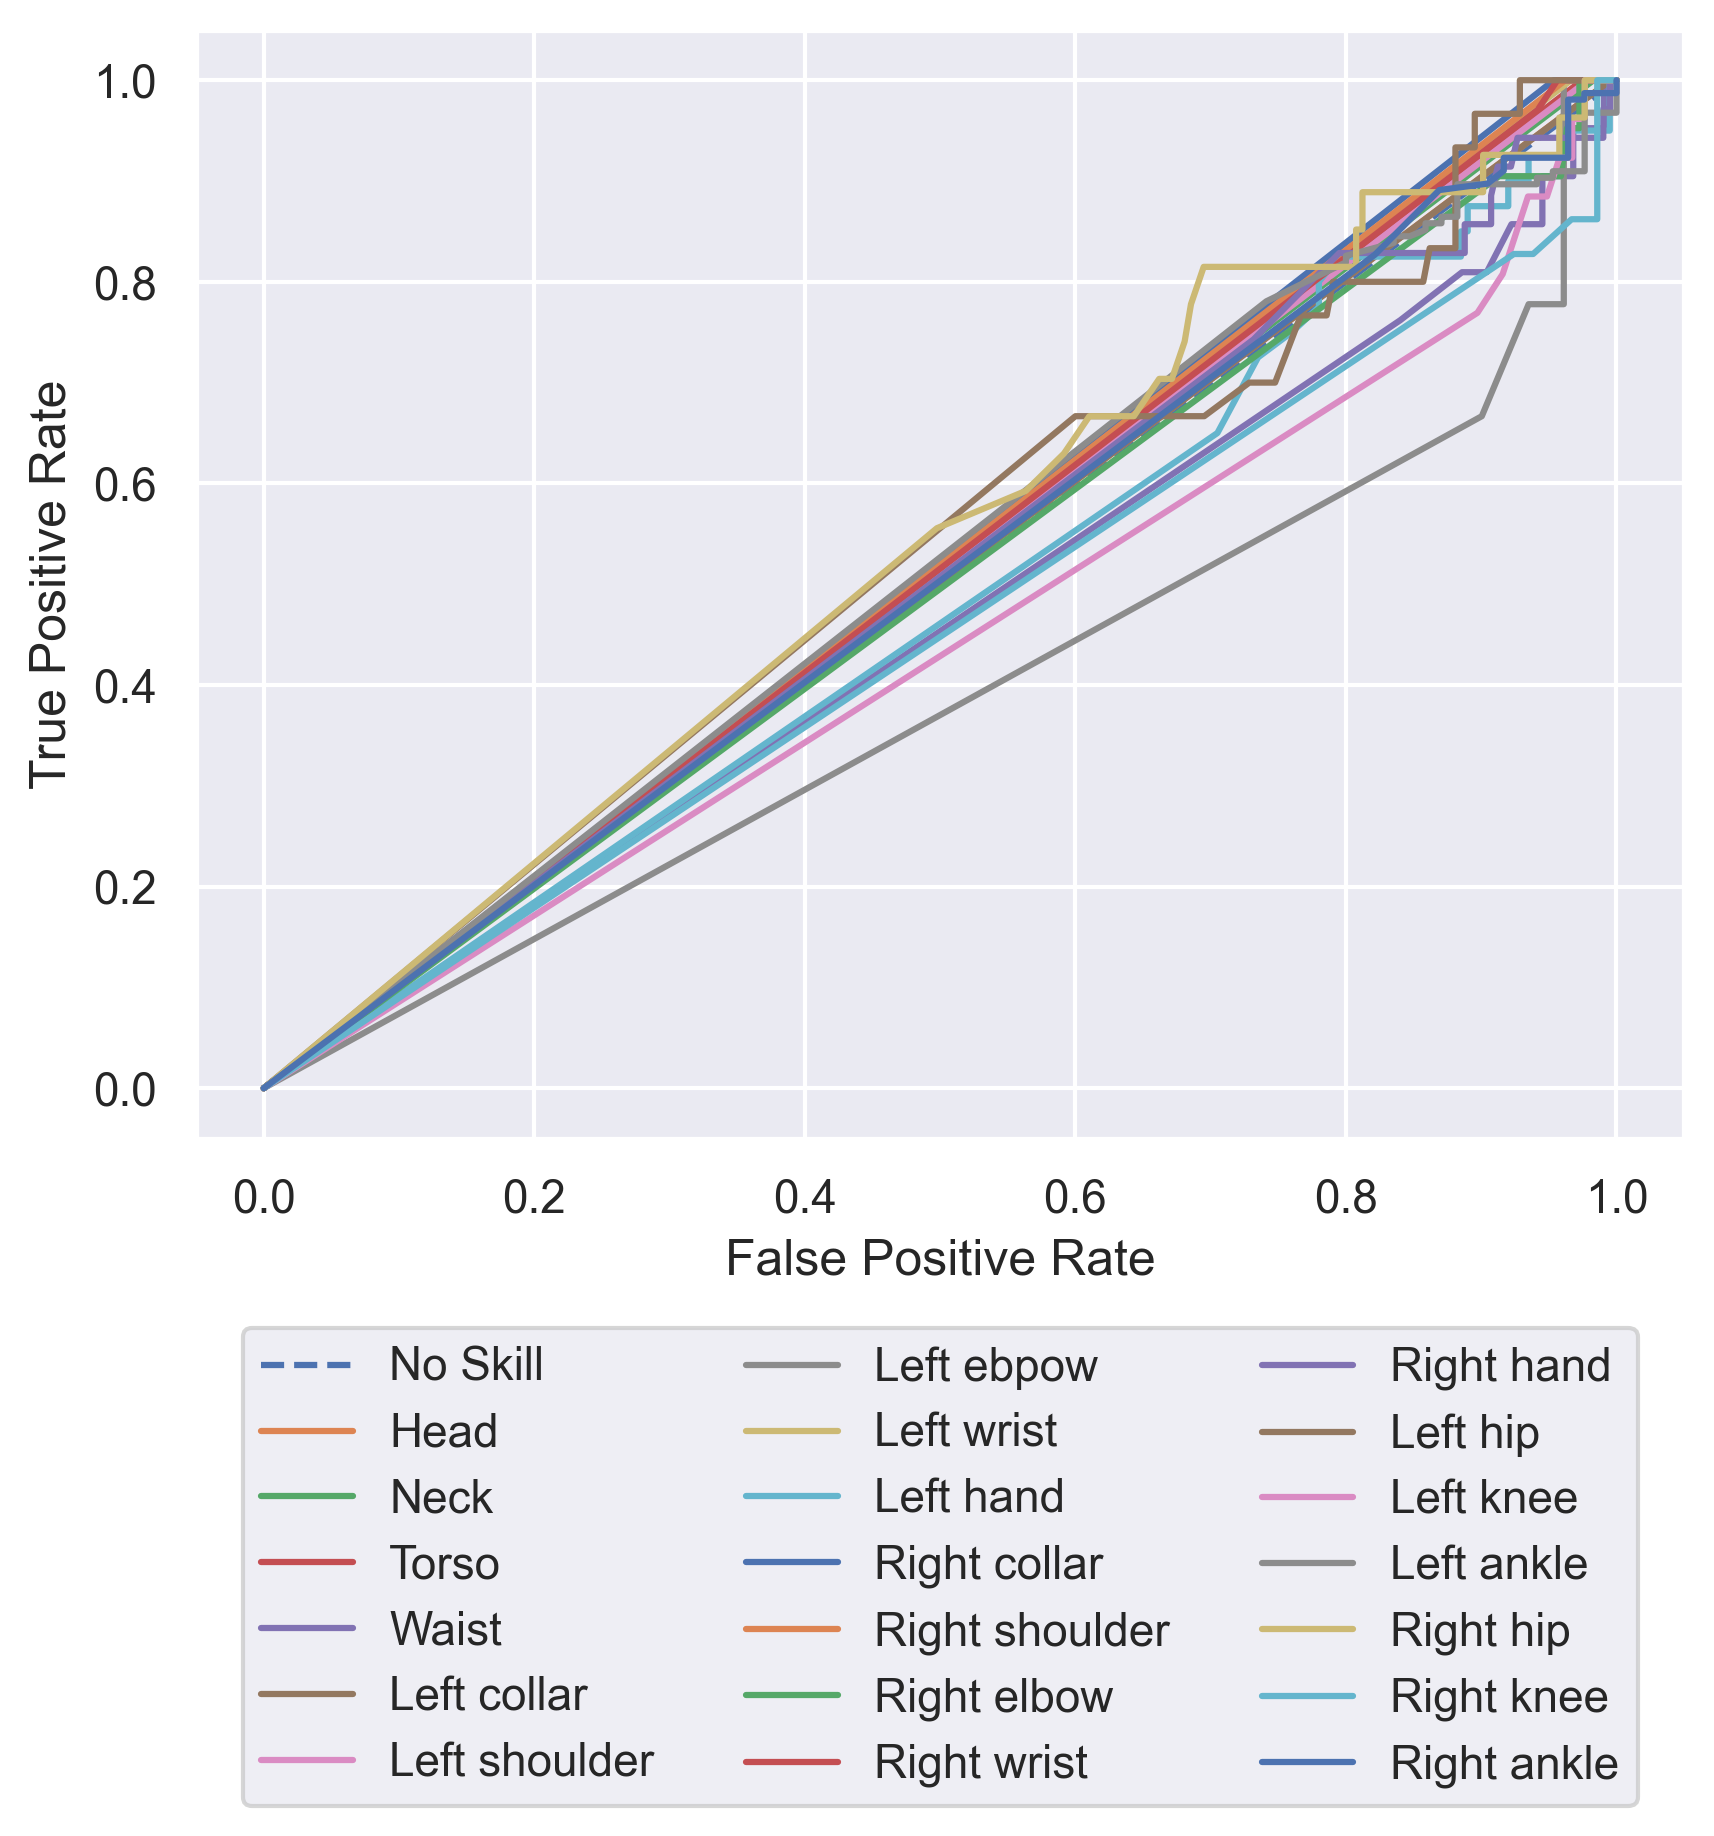 1.0
0.8
0.6
0.4
0.2
0.0
True Positive Rate
0.0 0.2 0.4 0.6 0.8 1.0
False Positive Rate
No Skill
Head
Neck
Torso
Waist
Left collar
Left shoulder
Left ebpow
Left wrist
Left hand
Right collar
Right shoulder
Right elbow
Right wrist
Right hand
Left hip
Left knee
Left ankle
Right hip
Right knee
Right ankle